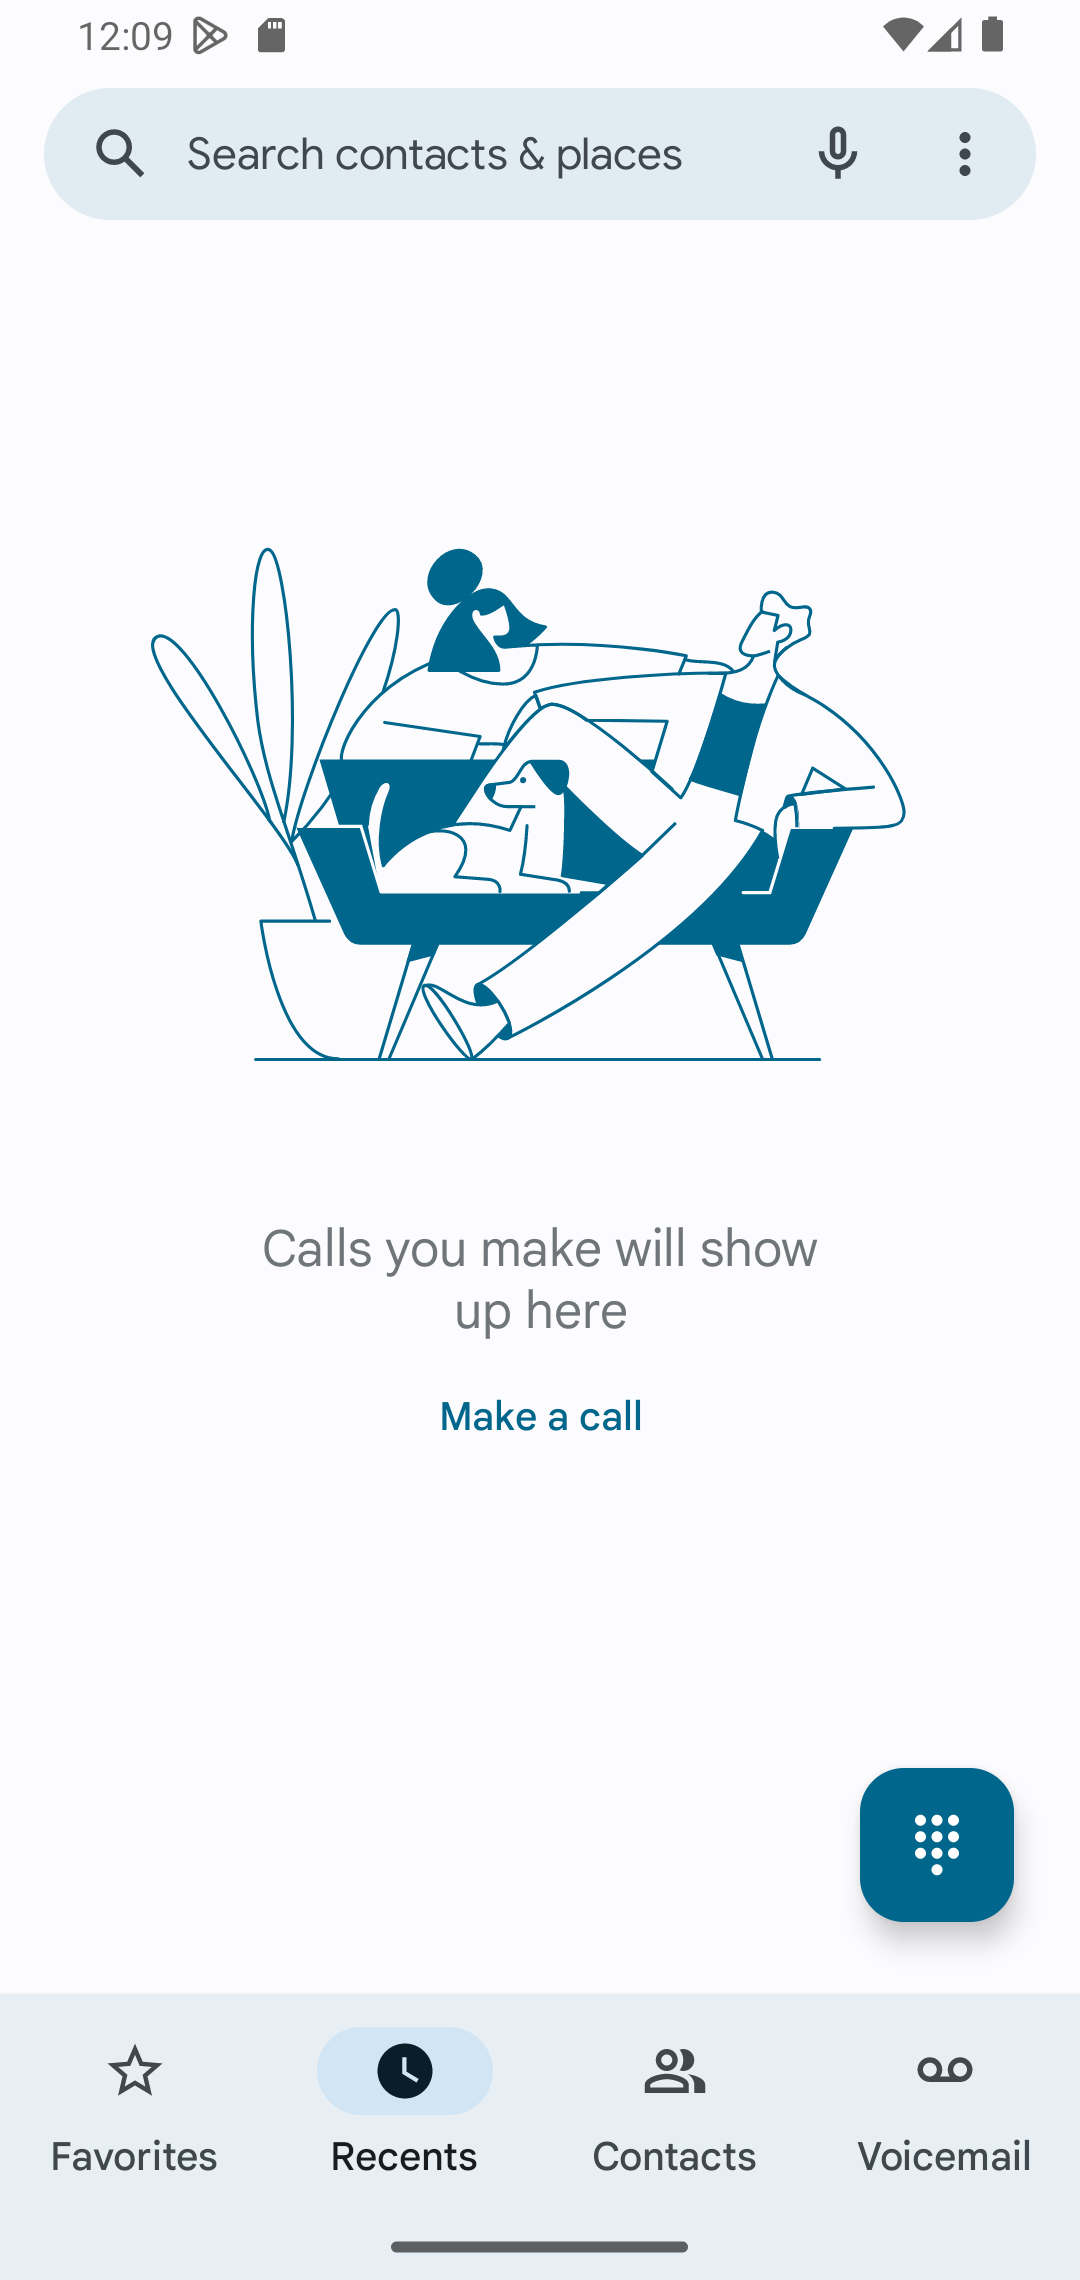 12:09
Search contacts & places
Calls you make will show
up here
Make a call
Favorites
Recents
Contacts
Voicemail